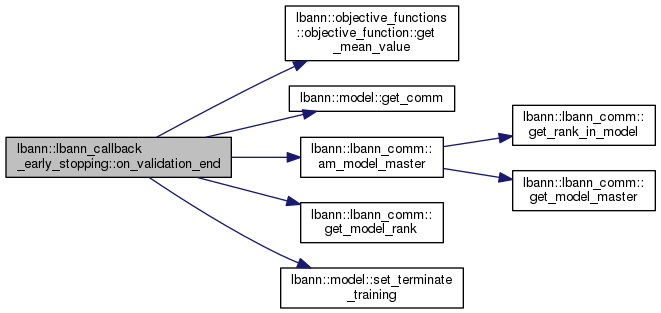 lbann::lbann_callback
_early_stopping::on_validation_end
lbann::objective_functions
::objective_function::get
_mean_value
lbann::model::get_comm
lbann::lbann_comm::
am_model_master
lbann::lbann_comm::
get_rank_in_model
lbann::lbann_comm::
get_model_master
lbann::lbann_comm::
get_model_rank
lbann::model::set_terminate
_training